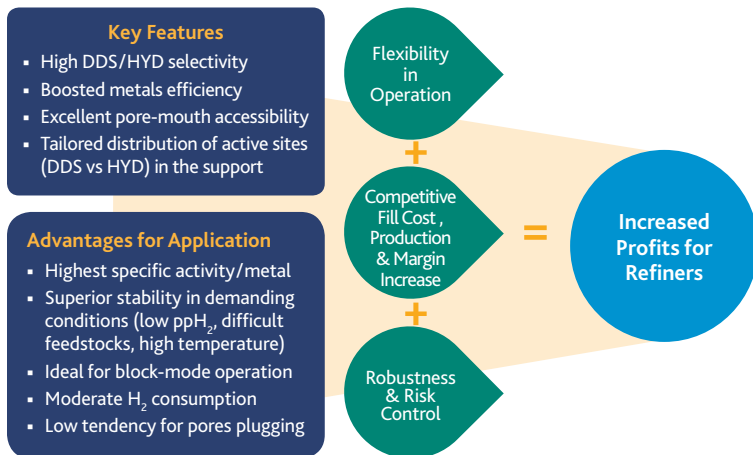 Key Features
▪ High DDS/HYD selectivity
▪ Boosted metals efficiency
▪ Excellent pore-mouth accessibility
▪ Tailored distribution of active sites
(DDS vs HYD) in the support
Advantages for Application
▪ Highest specific activity/metal
▪ Superior stability in demanding
conditions (low ppH₂, difficult
feedstocks, high temperature)
▪ Ideal for block-mode operation
▪ Moderate H₂ consumption
▪ Low tendency for pores plugging
Flexibility
in
Operation
+
Competitive
Fill Cost ,
Production
& Margin
Increase
+
Robustness
& Risk
Control
=
Increased
Profits for
Refiners